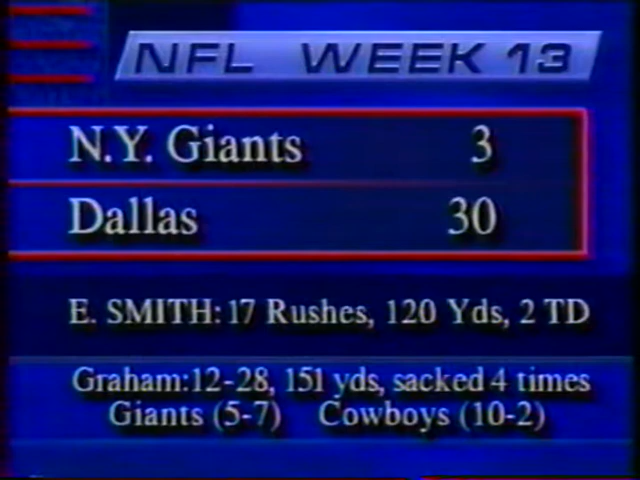 NFL WEEK 13
N.Y. Giants 3
Dallas 30
E. SMITH: 17 Rushes, 120 Yds, 2 TD
Graham:12-28, 151 yds, sacked 4 times
Giants (5-7) Cowboys (10-2)